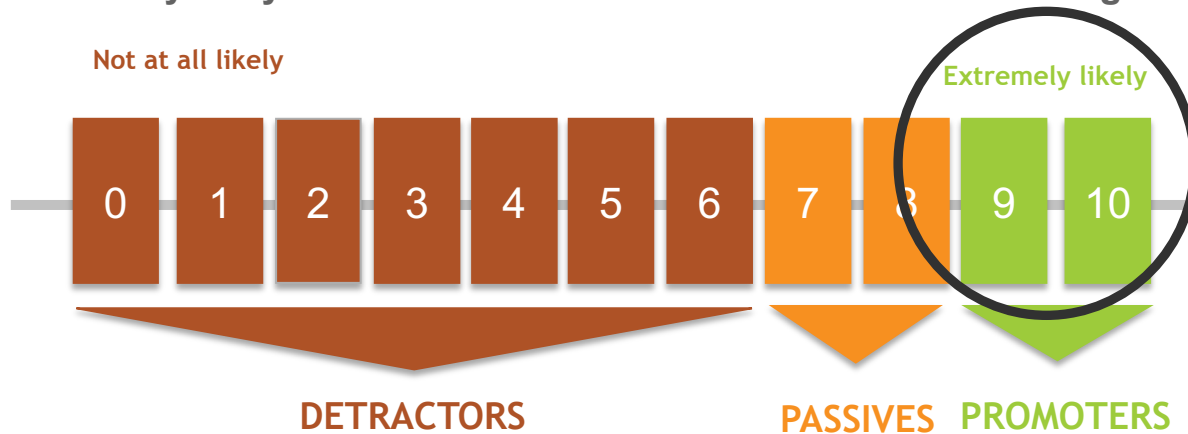 Not at all likely
Extremely likely
0 1 2 3 4 5 6 7 8 9 10
DETRACTORS PASSIVES PROMOTERS